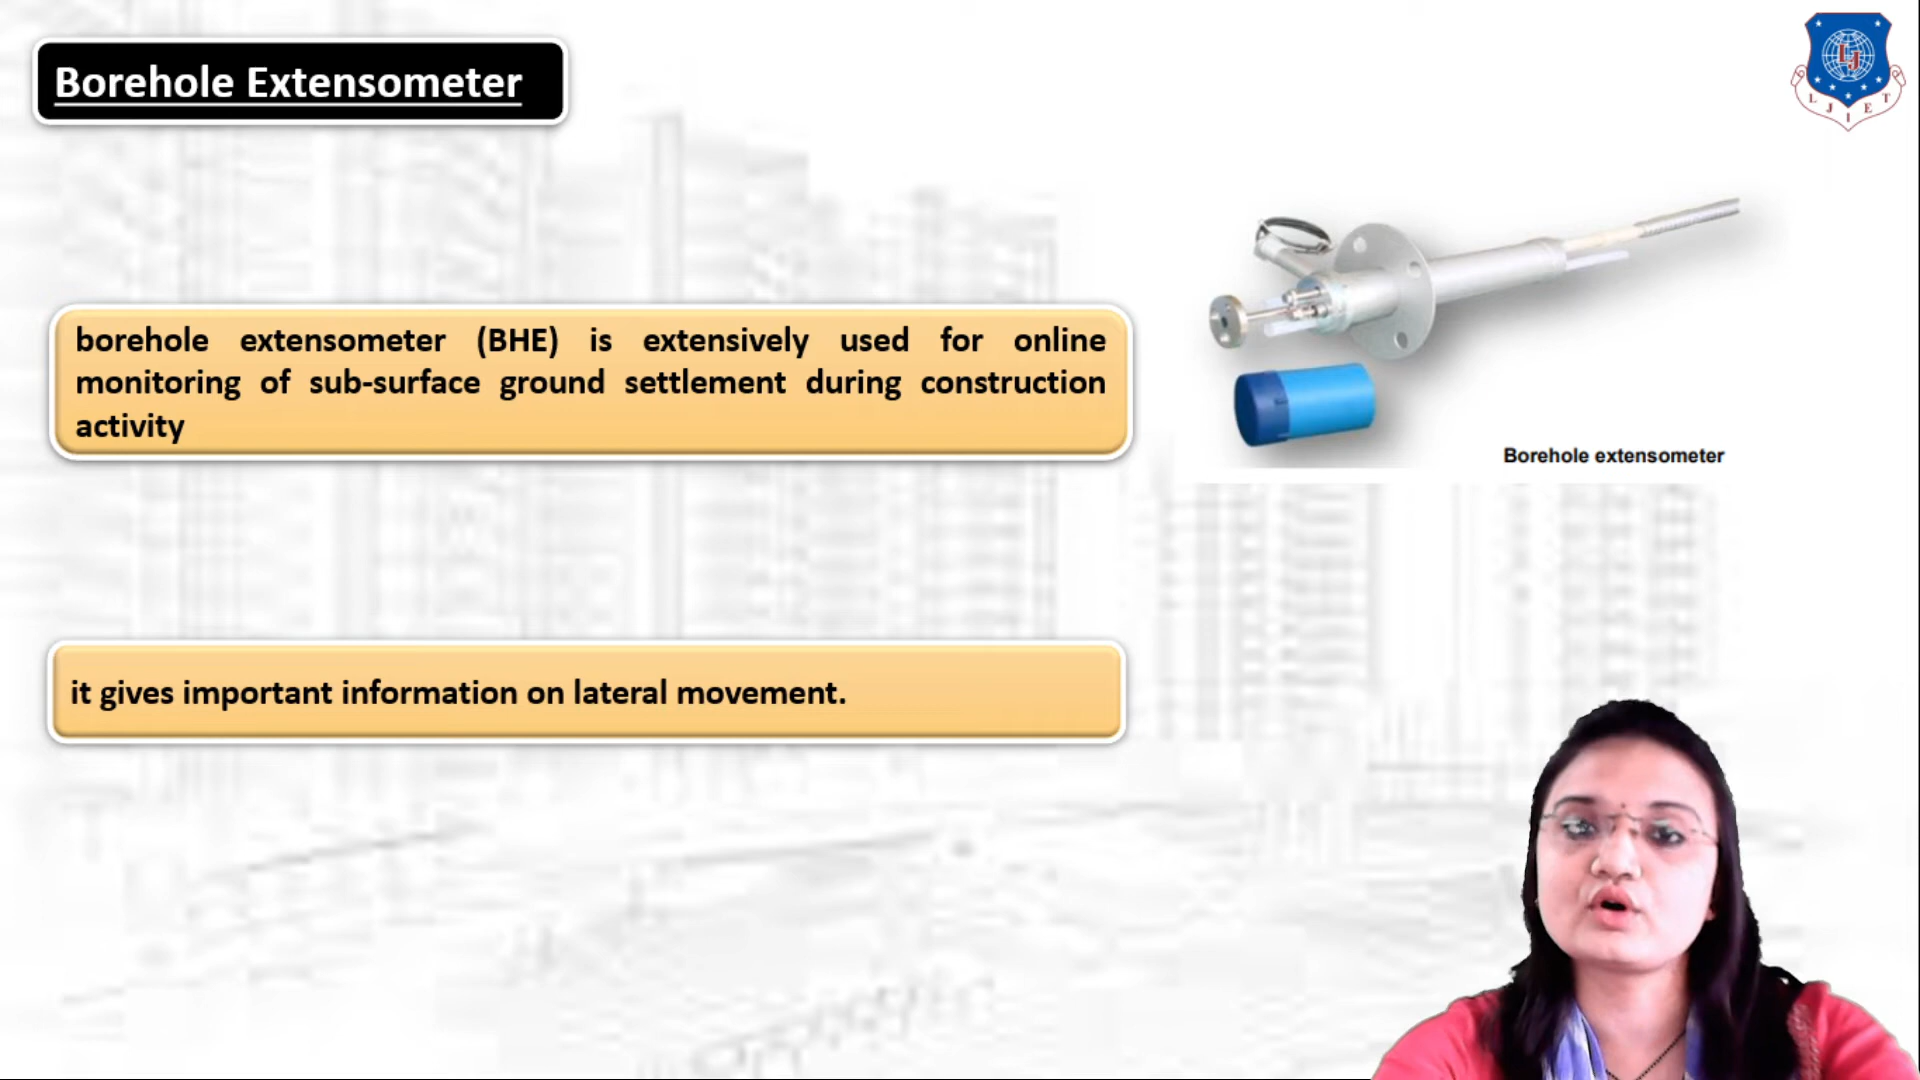 Borehole Extensometer
L J I E T
LJ
borehole extensometer (BHE) is extensively used for online
monitoring of sub-surface ground settlement during construction
activity
Borehole extensometer
it gives important information on lateral movement.